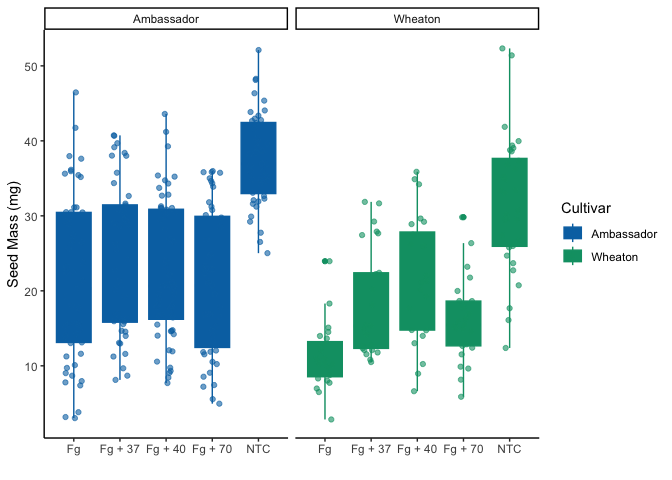 Ambassador
Wheaton
Seed Mass (mg)
50
40
30
20
10
Fg
Fg + 37
Fg + 40
Fg + 70
NTC
Fg
Fg + 37
Fg + 40
Fg + 70
NTC
Cultivar
Ambassador
Wheaton